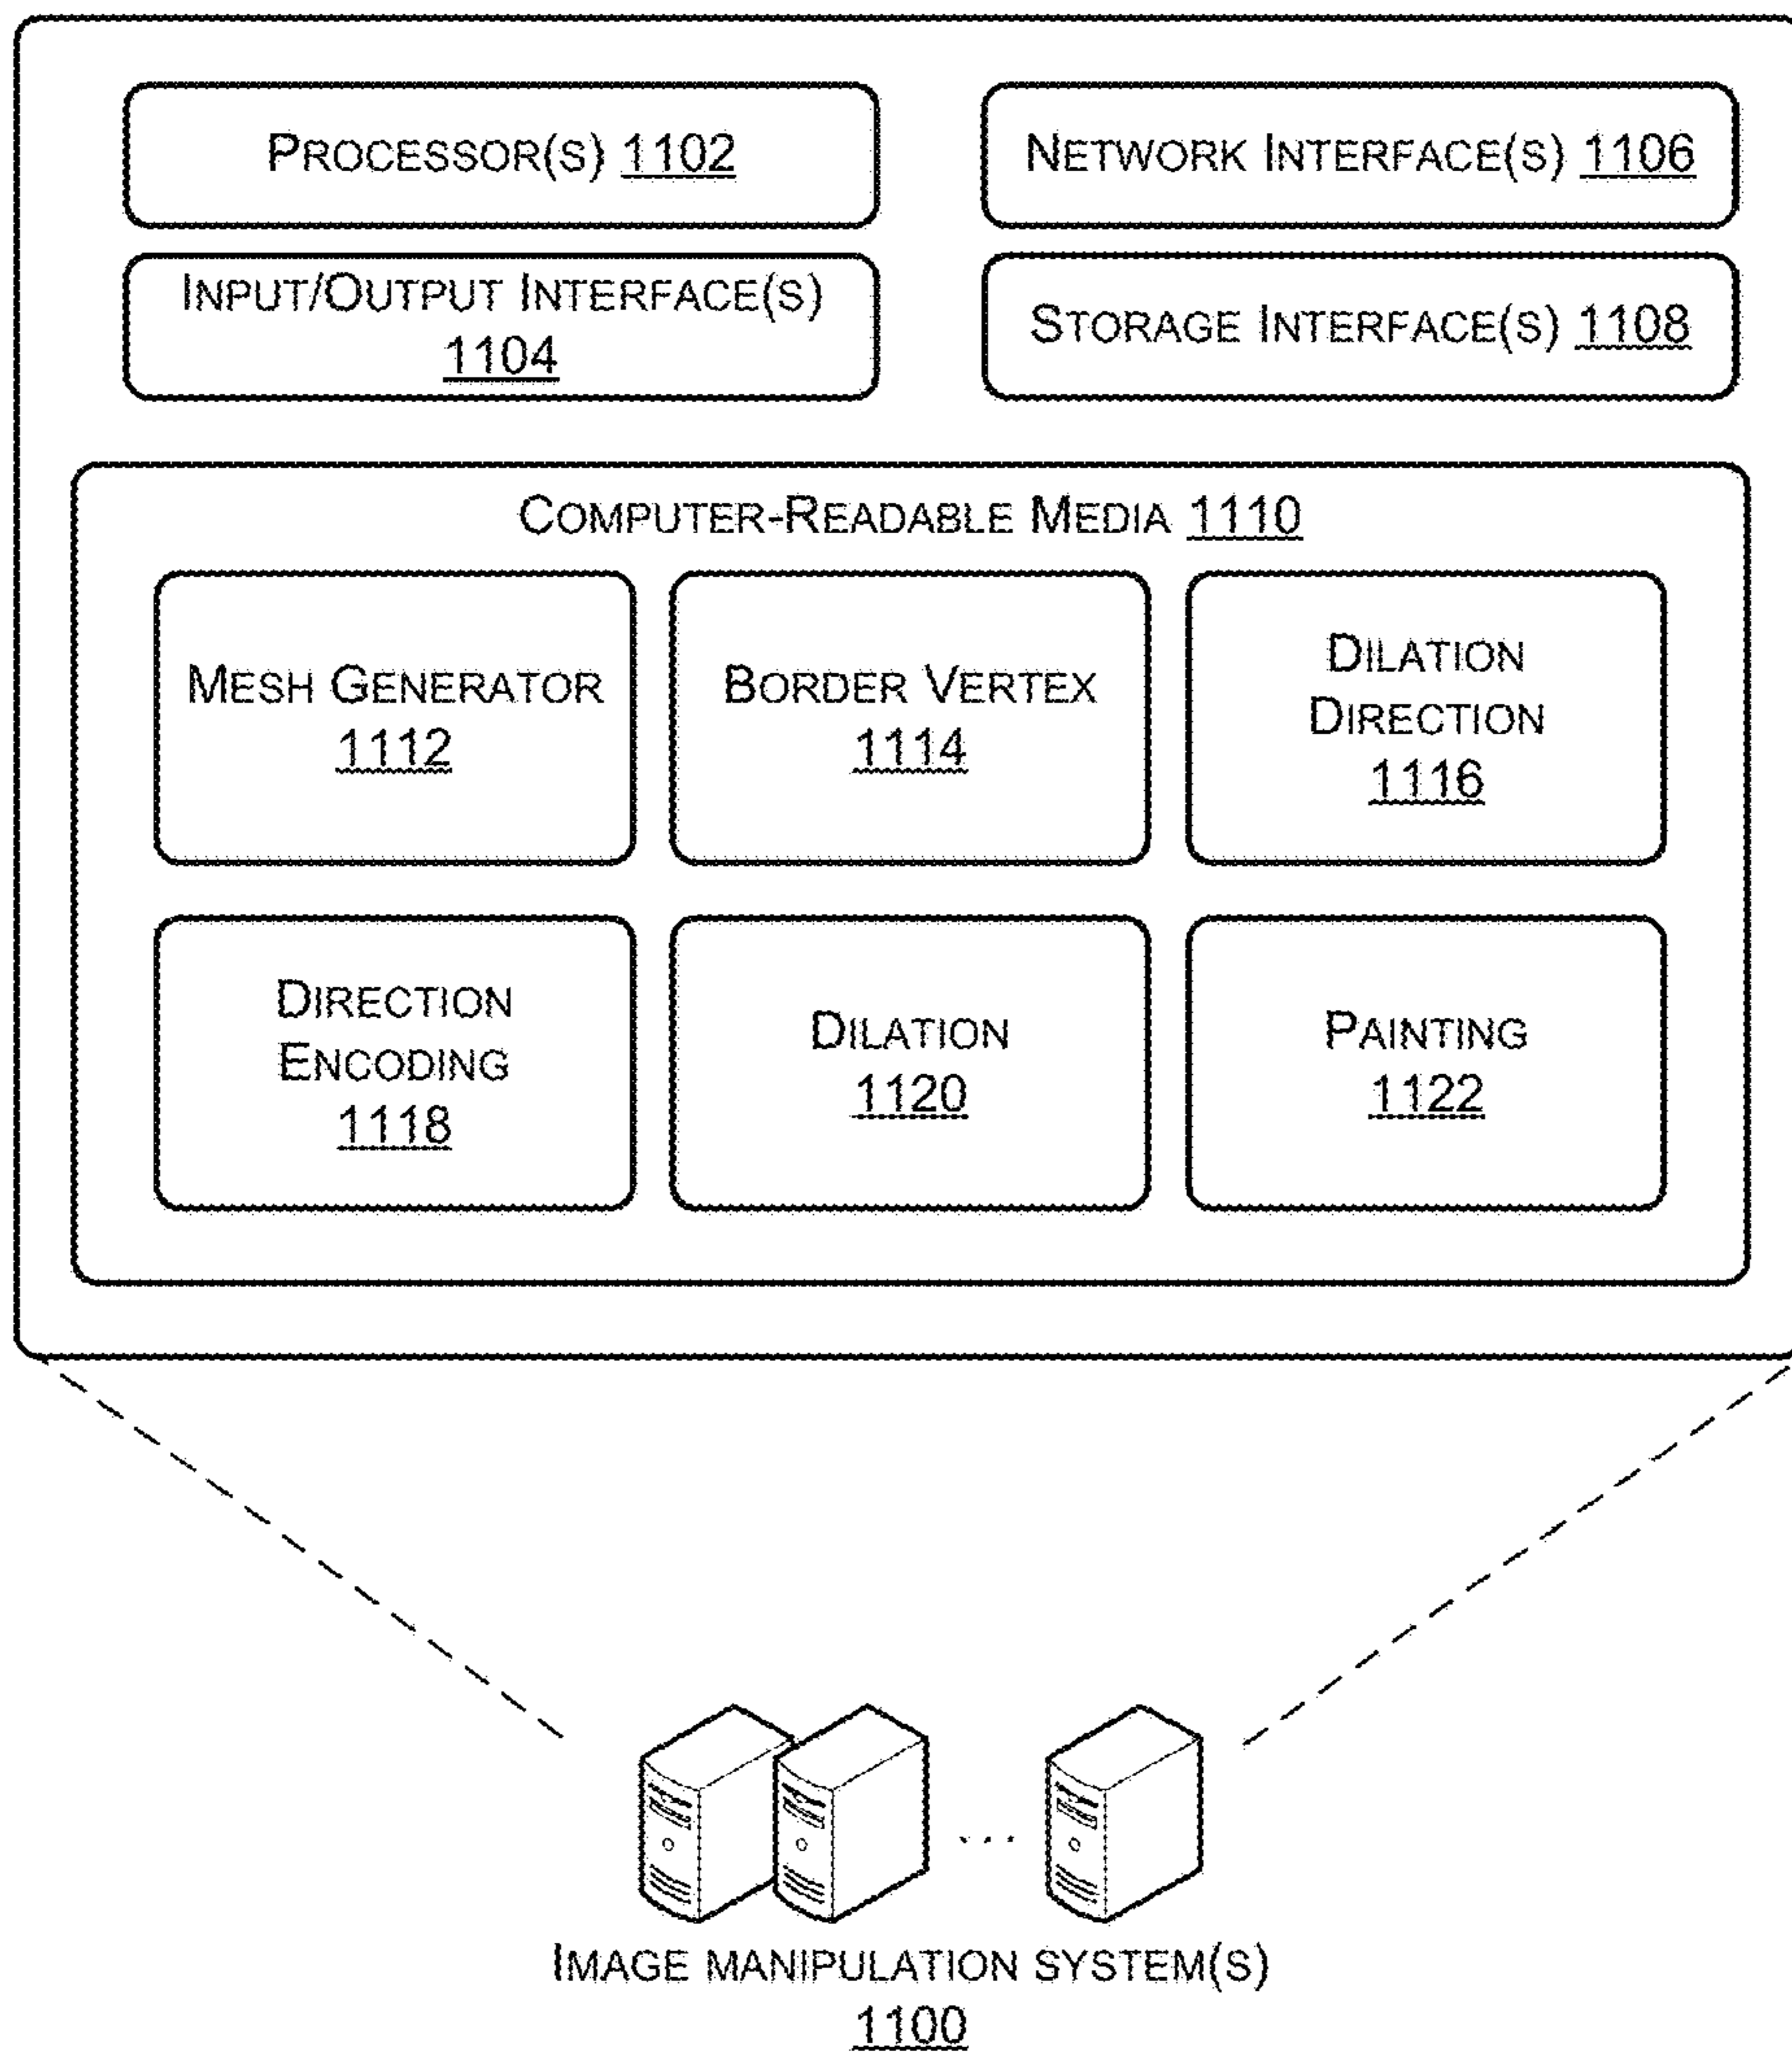 PROCESSOR(S) 1102
NETWORK INTERFACE(S) 1106
INPUT/OUTPUT INTERFACE(S)
1104
STORAGE INTERFACE(S) 1108
COMPUTER-READABLE MEDIA 1110
MESH GENERATOR
1112
BORDER VERTEX
1114
DILATION
DIRECTION
1116
DIRECTION
ENCODING
1118
DILATION
1120
PAINTING
1122
...
IMAGE MANIPULATION SYSTEM(S)
1100